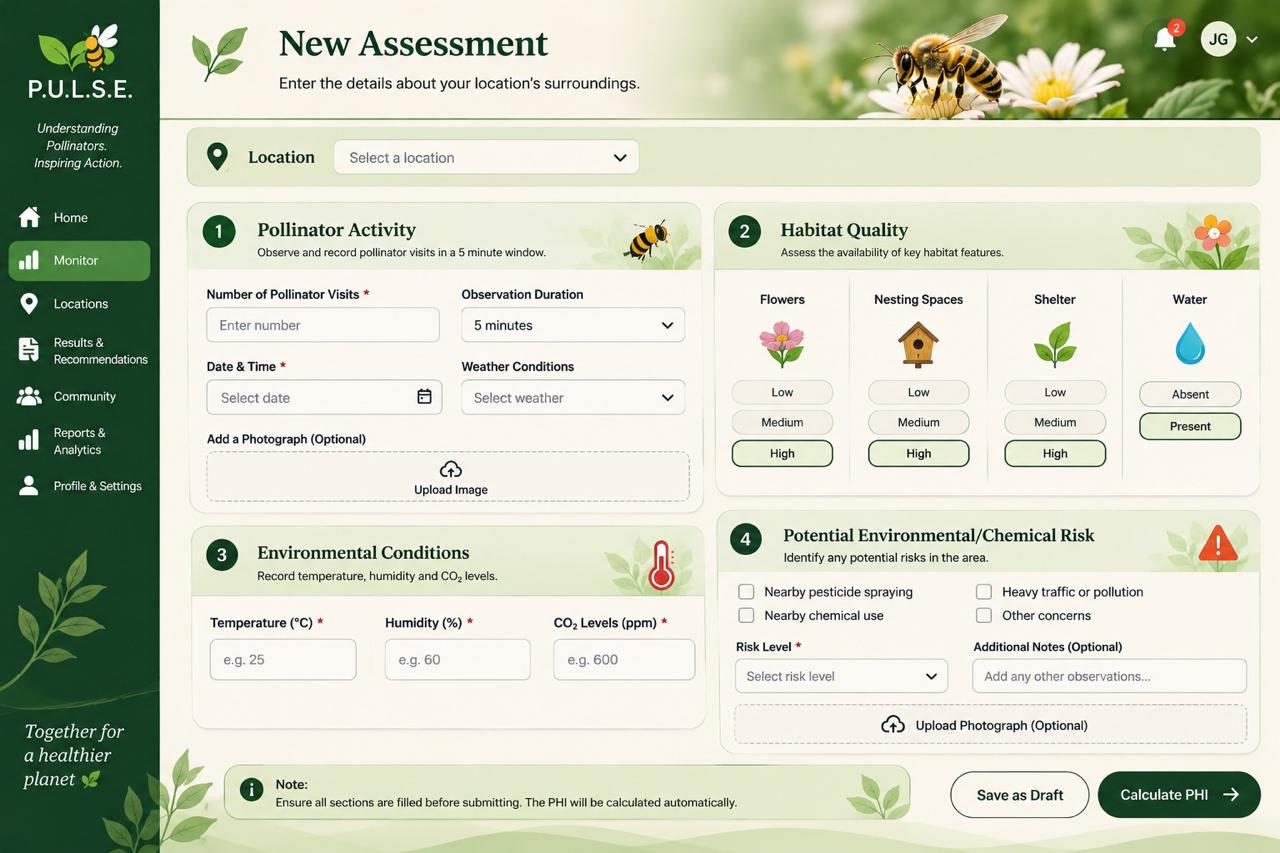 P.U.L.S.E.
Understanding
Pollinators.
Inspiring Action.
Home
Monitor
Locations
Results &
Recommendations
Community
Reports &
Analytics
Profile & Settings
Together for
a healthier
planet
New Assessment
Enter the details about your location's surroundings.
2
JG
Location
Select a location
1
Pollinator Activity
Observe and record pollinator visits in a 5 minute window.
Number of Pollinator Visits *
Observation Duration
Enter number
5 minutes
Date & Time *
Weather Conditions
Select date
Select weather
Add a Photograph (Optional)
Upload Image
2
Habitat Quality
Assess the availability of key habitat features.
Flowers
Nesting Spaces
Shelter
Water
Low
Low
Low
Absent
Medium
Medium
Medium
Present
High
High
High
3
Environmental Conditions
Record temperature, humidity and CO₂ levels.
Temperature (°C) *
Humidity (%) *
CO₂ Levels (ppm) *
e.g. 25
e.g. 60
e.g. 600
4
Potential Environmental/Chemical Risk
Identify any potential risks in the area.
Nearby pesticide spraying
Heavy traffic or pollution
Nearby chemical use
Other concerns
Risk Level *
Additional Notes (Optional)
Select risk level
Add any other observations...
Upload Photograph (Optional)
Note:
Ensure all sections are filled before submitting. The PHI will be calculated automatically.
Save as Draft
Calculate PHI